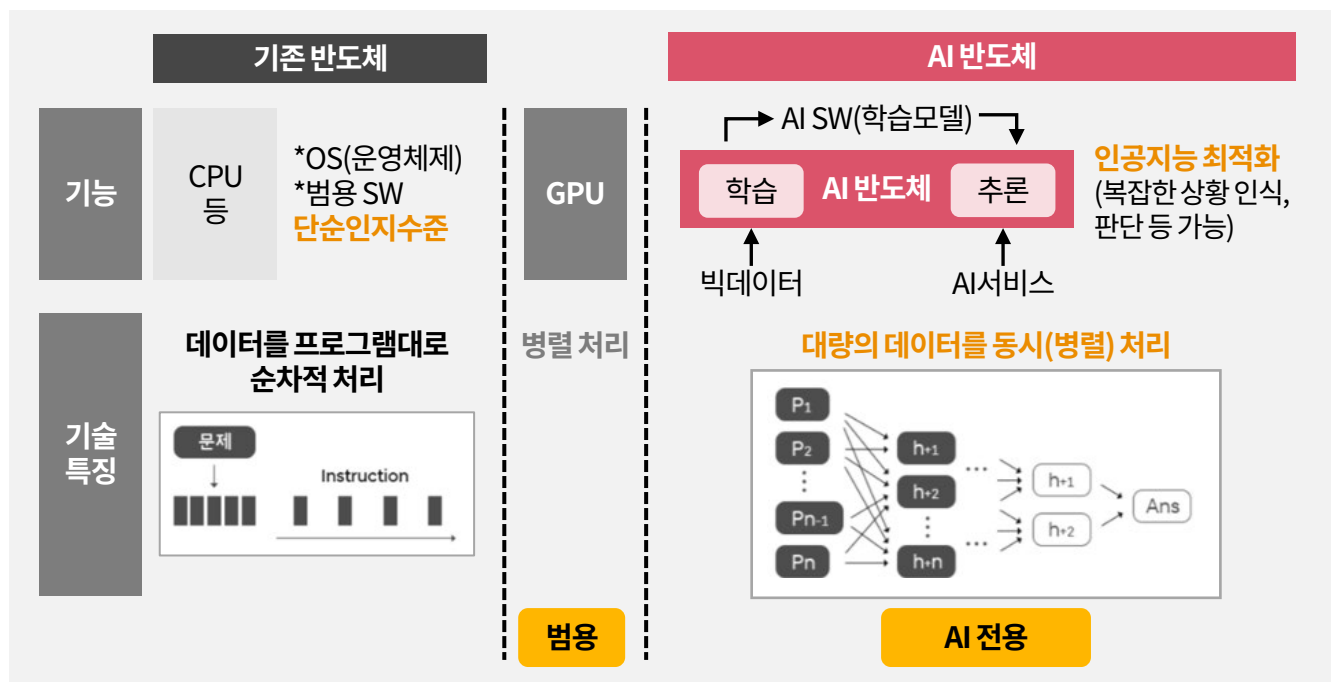 기존 반도체
AI 반도체
기능
CPU
등
*OS(운영체제)
*범용 SW
단순인지수준
GPU
AI SW(학습모델)
학습
AI 반도체
추론
빅데이터
AI서비스
인공지능 최적화
(복잡한 상황 인식,
판단 등 가능)
기술
특징
데이터를 프로그램대로
순차적 처리
문제
Instruction
병렬 처리
범용
대량의 데이터를 동시(병렬) 처리
P1
P2
⋮
Pn-1
Pn
h+1
h+2
⋮
h+n
...
...
h+1
h+2
Ans
AI 전용